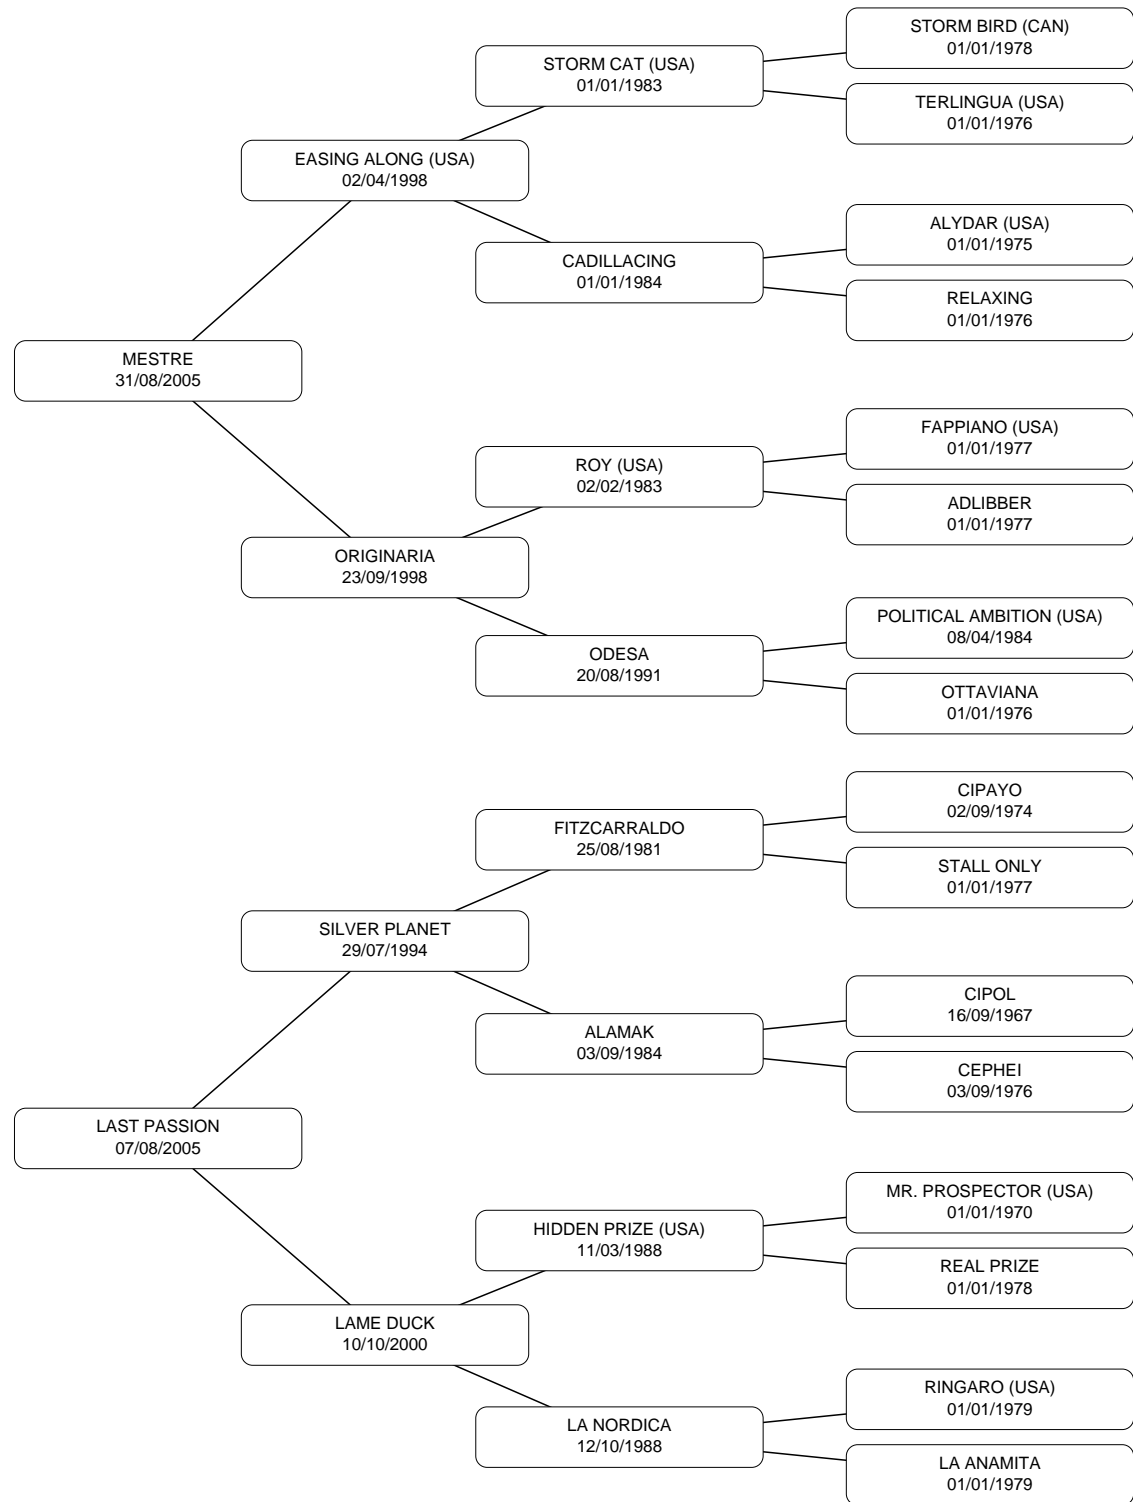 STORM BIRD (CAN)
01/01/1978
STORM CAT (USA)
01/01/1983
TERLINGUA (USA)
01/01/1976
EASING ALONG (USA)
02/04/1998
ALYDAR (USA)
01/01/1975
CADILLACING
01/01/1984
RELAXING
01/01/1976
MESTRE
31/08/2005
FAPPIANO (USA)
01/01/1977
ROY (USA)
02/02/1983
ADLIBBER
01/01/1977
ORIGINARIA
23/09/1998
POLITICAL AMBITION (USA)
08/04/1984
ODESA
20/08/1991
OTTAVIANA
01/01/1976
CIPAYO
02/09/1974
FITZCARRALDO
25/08/1981
STALL ONLY
01/01/1977
SILVER PLANET
29/07/1994
CIPOL
16/09/1967
ALAMAK
03/09/1984
CEPHEI
03/09/1976
LAST PASSION
07/08/2005
MR. PROSPECTOR (USA)
01/01/1970
HIDDEN PRIZE (USA)
11/03/1988
REAL PRIZE
01/01/1978
LAME DUCK
10/10/2000
RINGARO (USA)
01/01/1979
LA NORDICA
12/10/1988
LA ANAMITA
01/01/1979